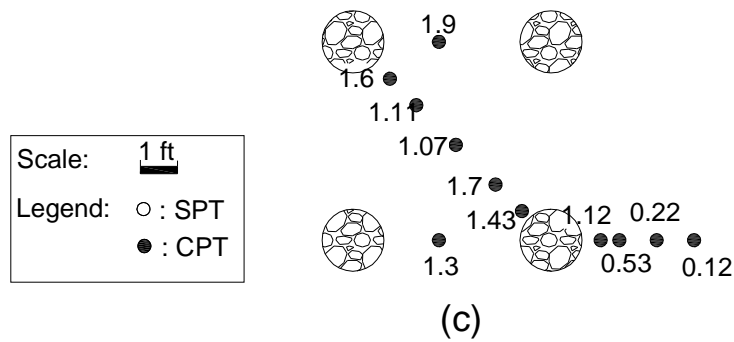 1.9
1.6
1.11
1.07
1.7
1.43
1.12
0.22
1.3
0.53
0.12
Scale: 1 ft
Legend: : SPT
: CPT
(c)